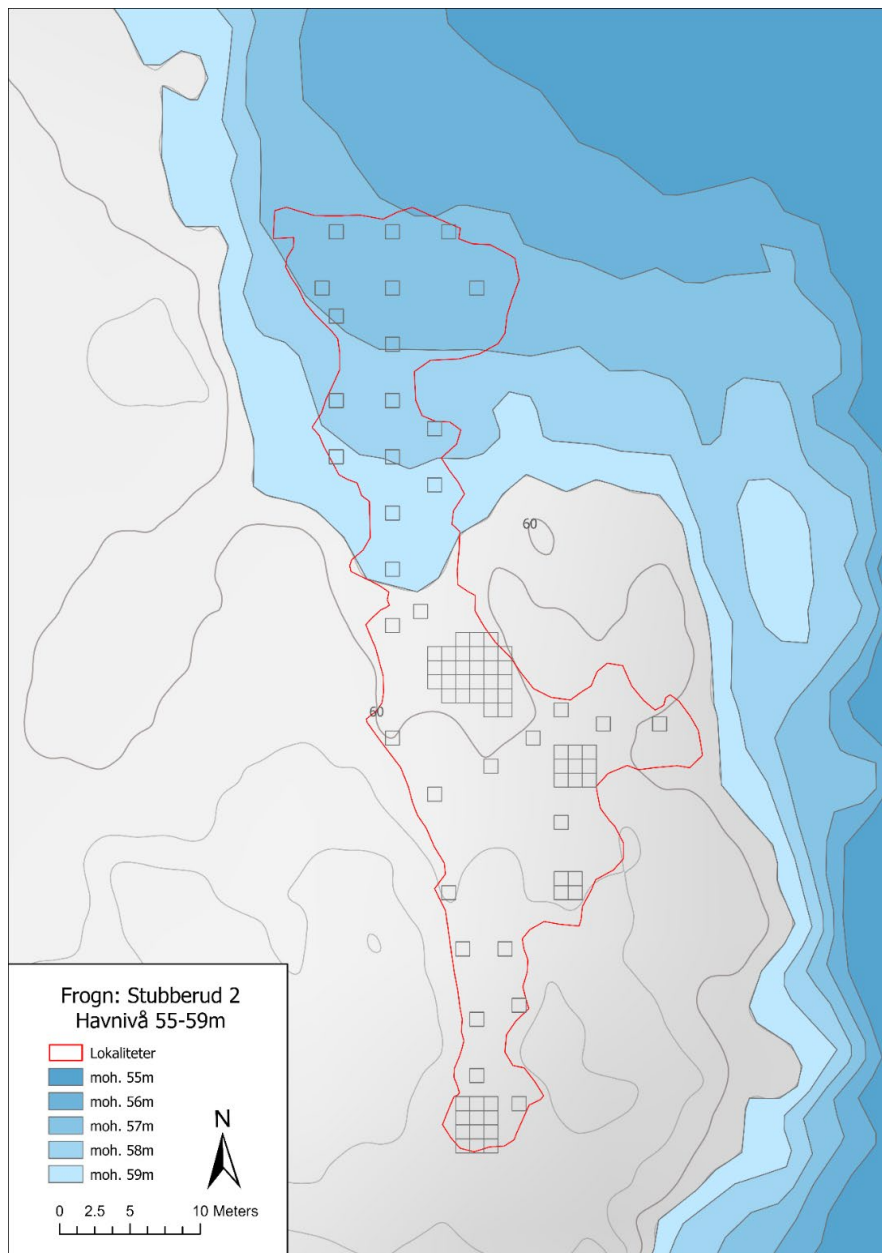 60
60
Frogn: Stubberud 2
Havnivå 55-59m
Lokaliteter
moh. 55m
moh. 56m
moh. 57m
moh. 58m
moh. 59m
N
0 2.5 5 10 Meters